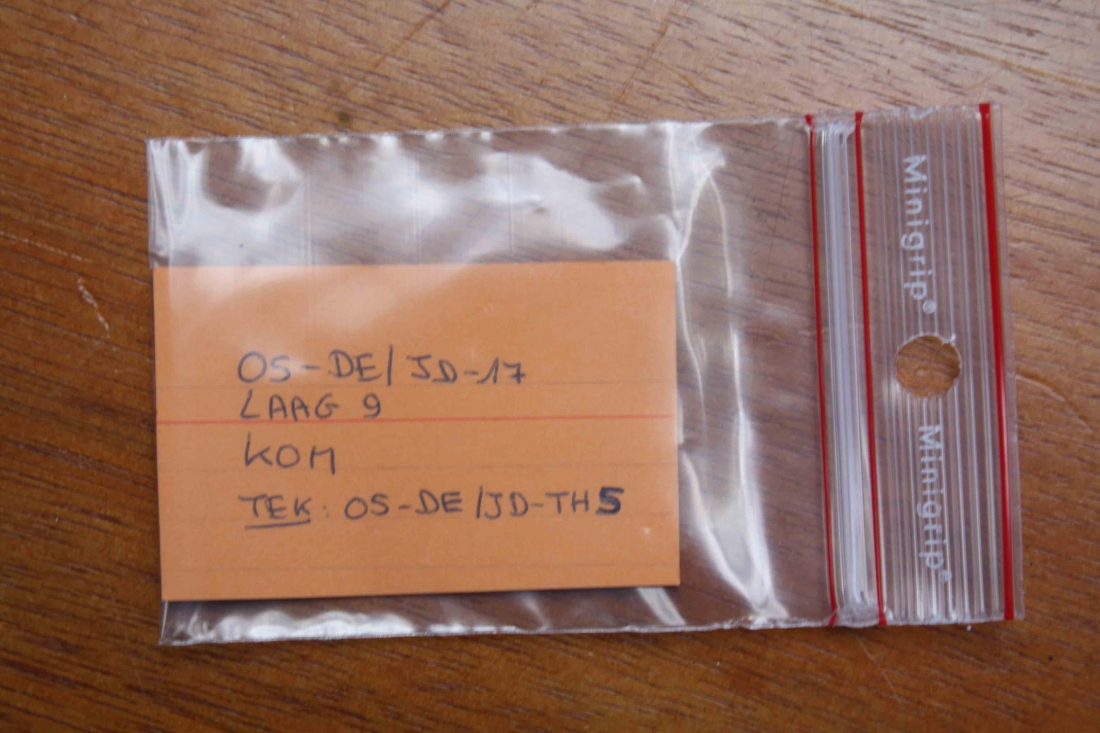 OS-DE/JD-17
LAAG 9
KOM
TEK: OS-DE/JD-TH5
Minigrip®
Minigrip®